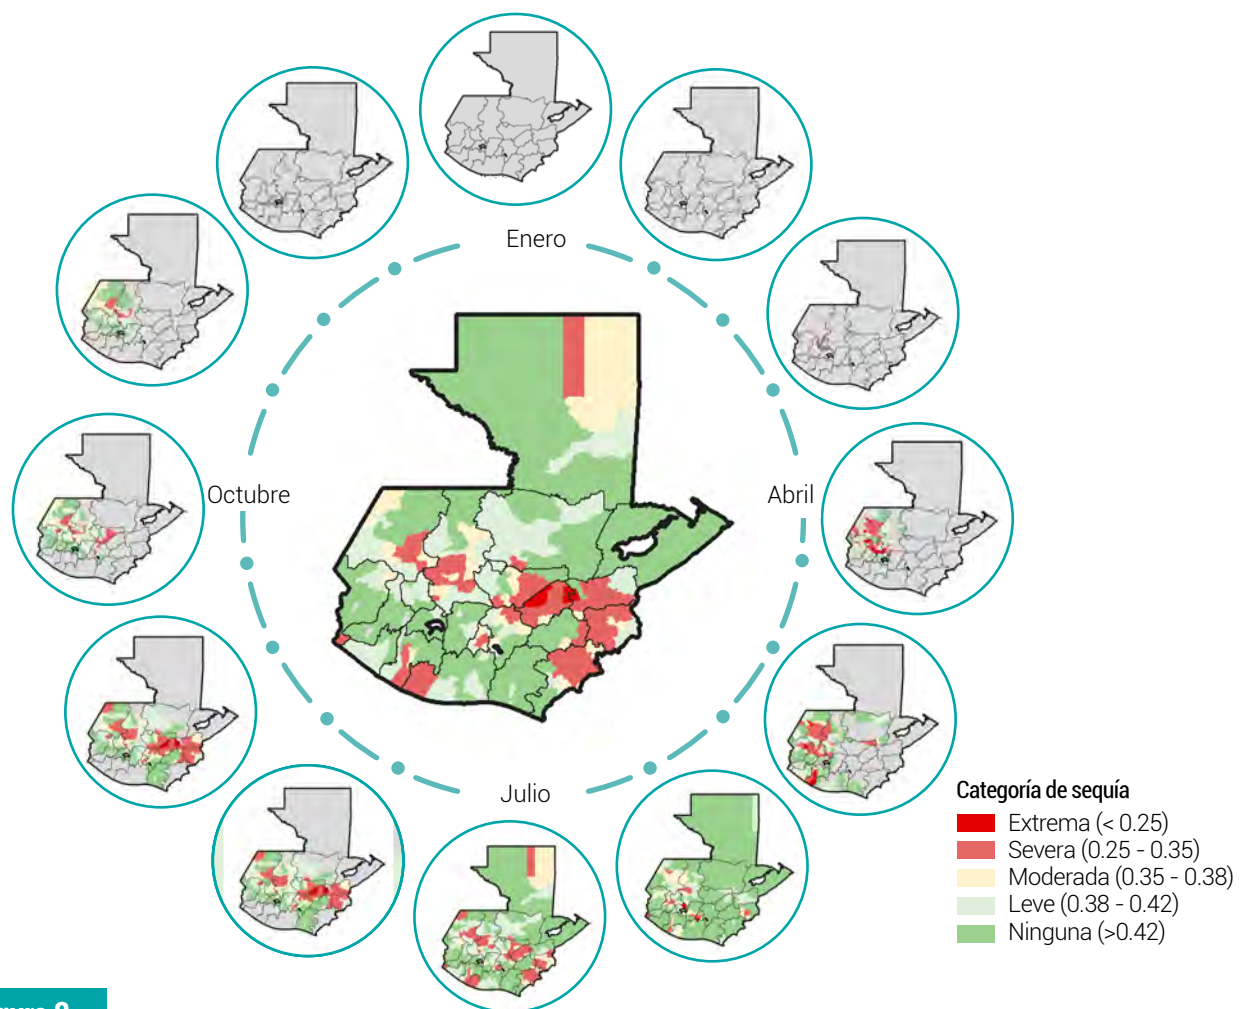 Enero
Octubre
Abril
Julio
Categoría de sequía
Extrema (< 0.25)
Severa (0.25 - 0.35)
Moderada (0.35 - 0.38)
Leve (0.38 - 0.42)
Ninguna (>0.42)